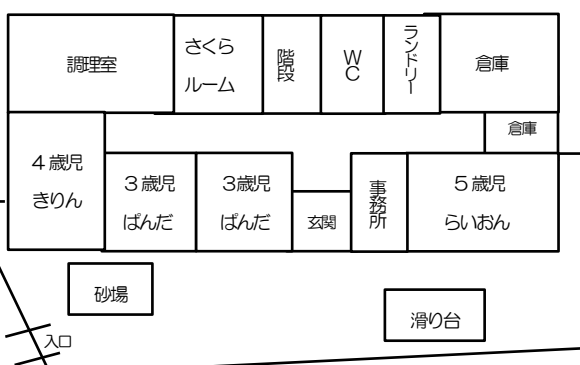 調理室
さくら
ルーム
階段
WC
ランドリー
倉庫
倉庫
4歳児
きりん
3歳児
ぱんだ
3歳児
ぱんだ
玄関
事務所
5歳児
らいおん
砂場
滑り台
入口